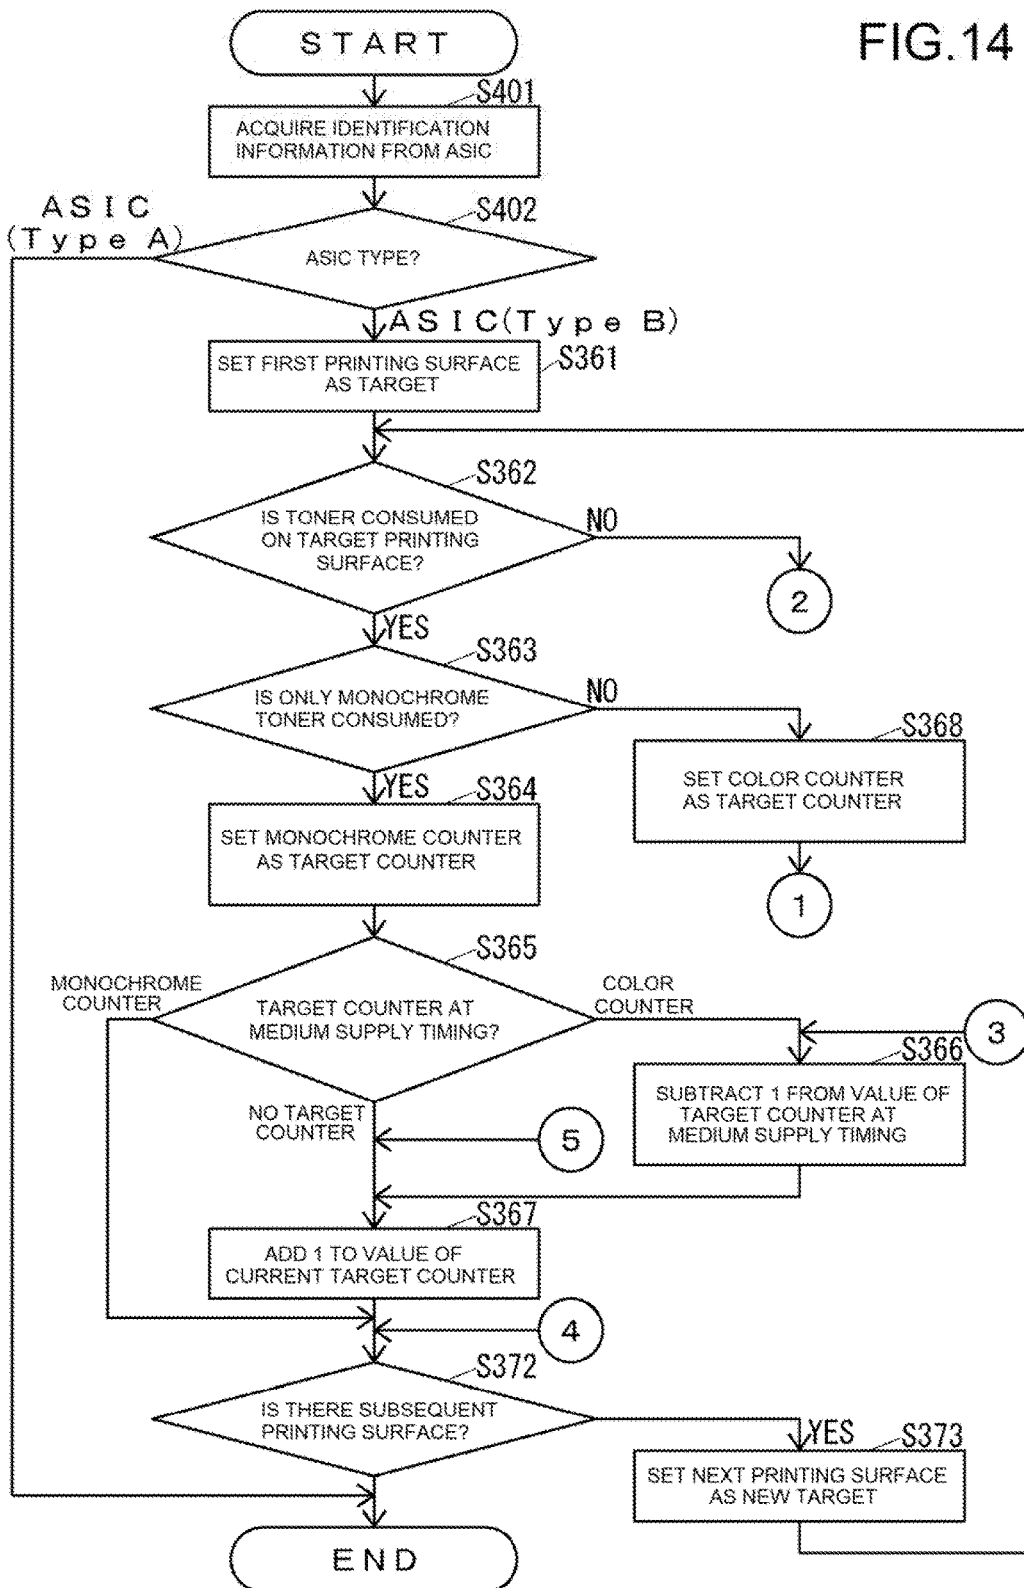 FIG.14
START
S401
ACQUIRE IDENTIFICATION
INFORMATION FROM ASIC
S402
ASIC
(Type A)
ASIC TYPE?
ASIC(Type B)
S361
SET FIRST PRINTING SURFACE
AS TARGET
S362
IS TONER CONSUMED
ON TARGET PRINTING
SURFACE?
NO
2
YES
S363
IS ONLY MONOCHROME
TONER CONSUMED?
NO
S368
SET COLOR COUNTER
AS TARGET COUNTER
1
YES
S364
SET MONOCHROME COUNTER
AS TARGET COUNTER
S365
MONOCHROME
COUNTER
TARGET COUNTER AT
MEDIUM SUPPLY TIMING?
COLOR
COUNTER
3
S366
SUBTRACT 1 FROM VALUE OF
TARGET COUNTER AT
MEDIUM SUPPLY TIMING
NO TARGET
COUNTER
5
S367
ADD 1 TO VALUE OF
CURRENT TARGET COUNTER
4
S372
IS THERE SUBSEQUENT
PRINTING SURFACE?
YES
S373
SET NEXT PRINTING SURFACE
AS NEW TARGET
END